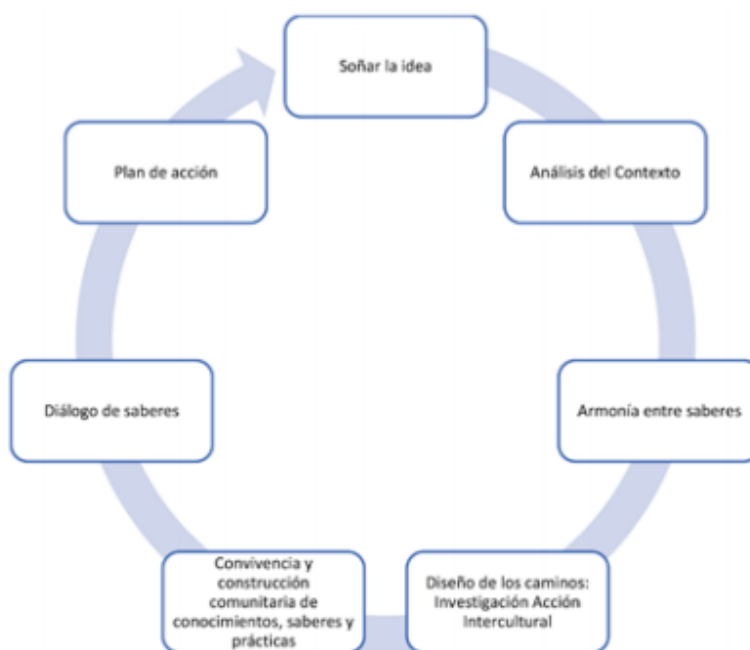 Soñar la idea
Análisis del Contexto
Armonía entre saberes
Diseño de los caminos:
Investigación Acción
Intercultural
Convivencia y
construcción
comunitaria de
conocimientos, saberes y
prácticas
Diálogo de saberes
Plan de acción